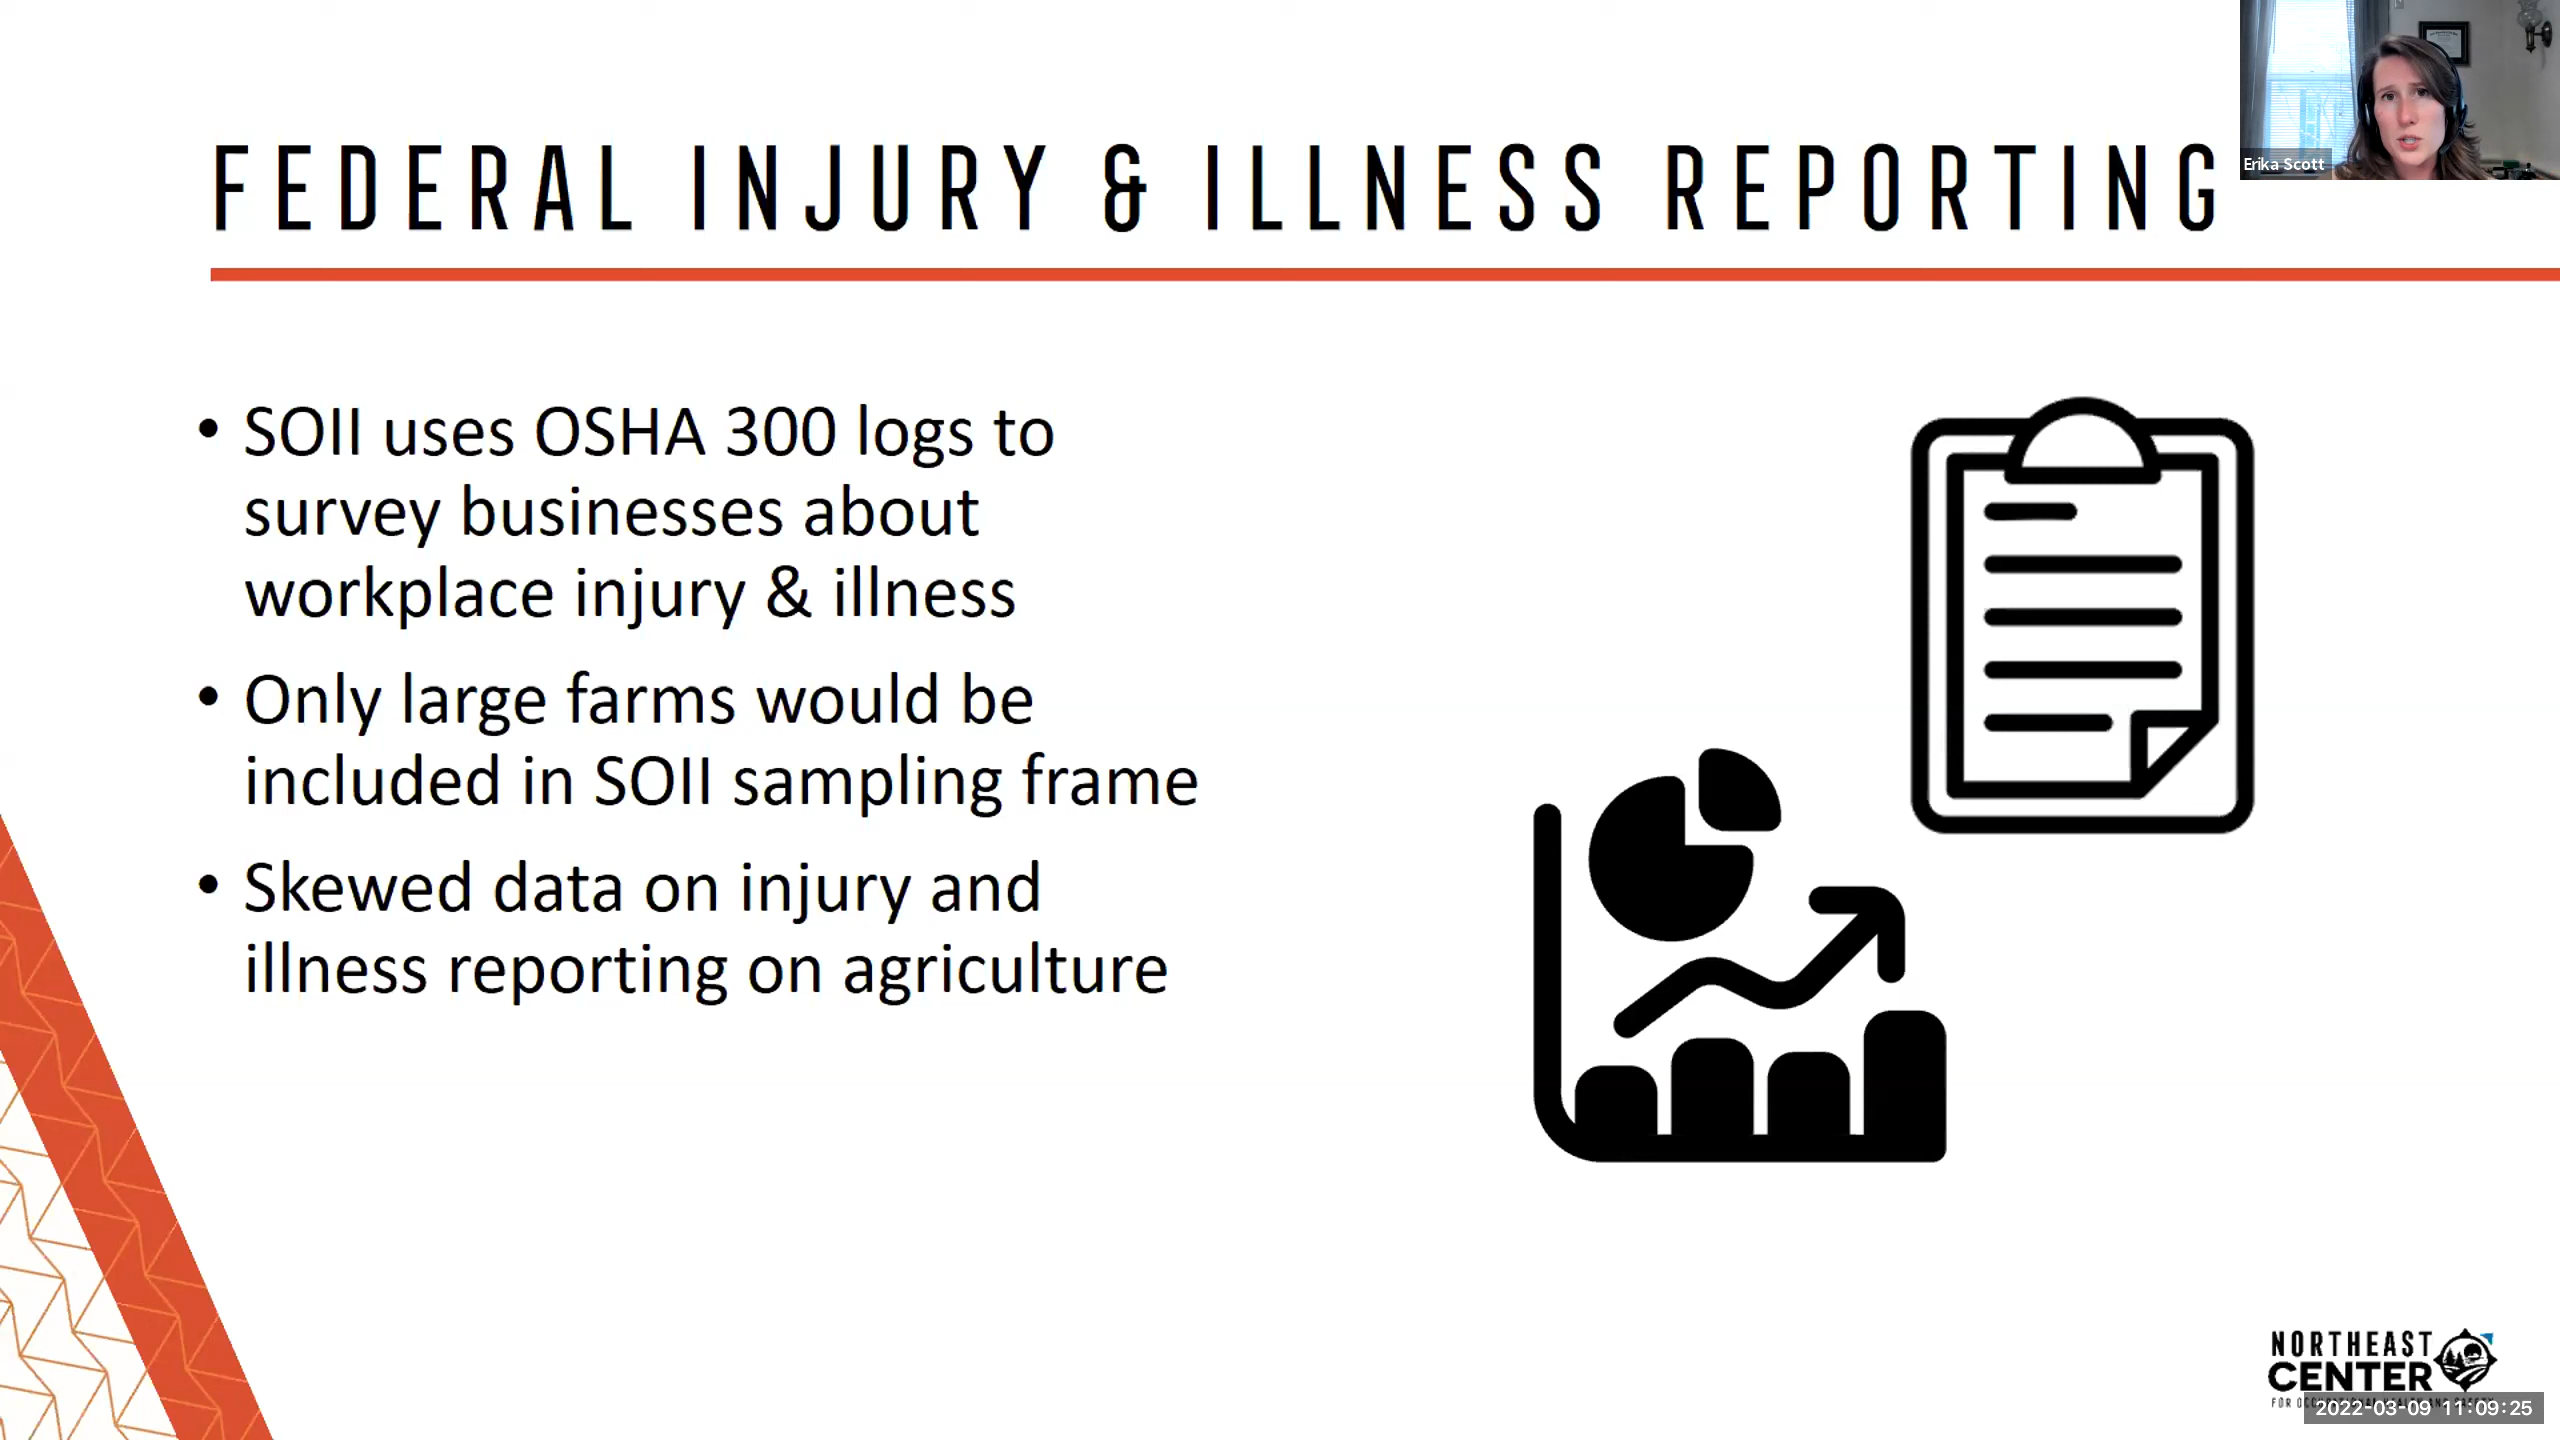 FEDERAL INJURY & ILLNESS REPORTING
Erika Scott
• SOII uses OSHA 300 logs to
survey businesses about
workplace injury & illness
• Only large farms would be
included in SOII sampling frame
• Skewed data on injury and
illness reporting on agriculture
NORTHEAST
CENTER
2022-03-09 11:09:25